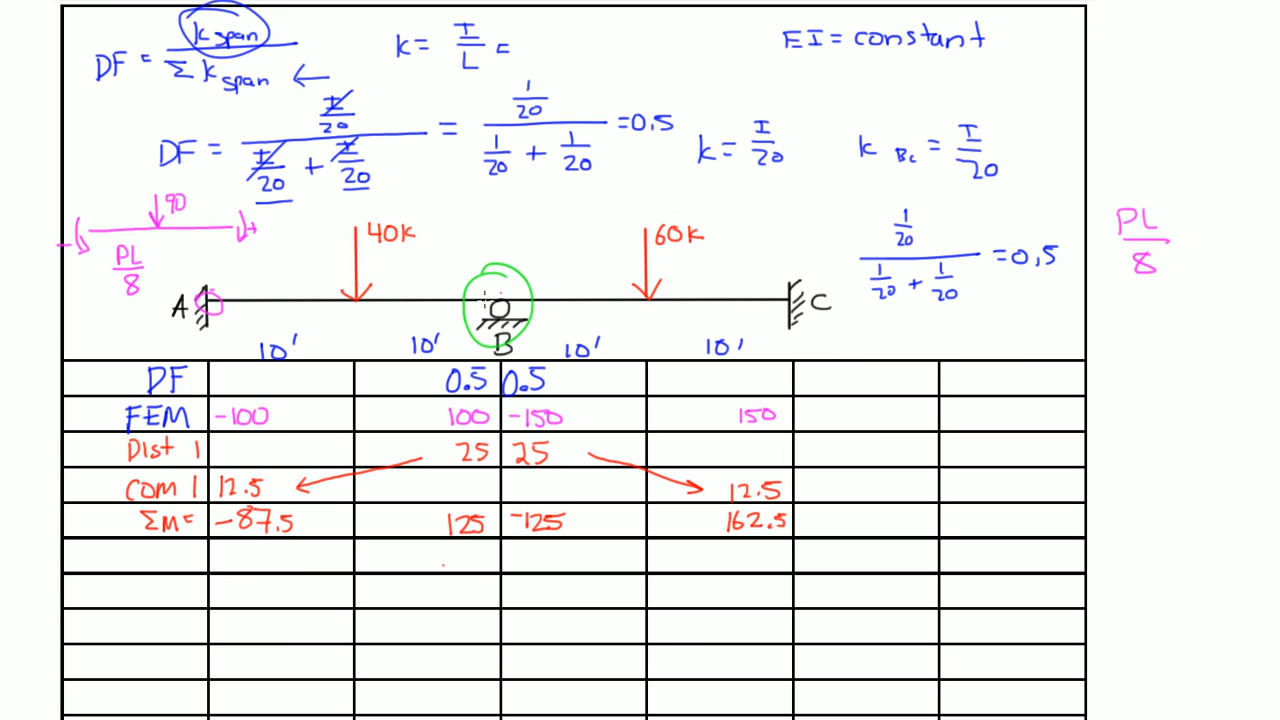 DF = k span / Σ k span ← k = I/L = EI = constant
DF = I/20 / I/20 + I/20 = 1/20 / 1/20 + 1/20 = 0.5 k = I/20 k BC = I/20
90
- +
PL/8 40k 60k 1/20 / 1/20 + 1/20 = 0.5 PL/8
A B C
10' 10' 10' 10'
DF 0.5 0.5
FEM -100 100 -150 150
Dist 1 25 25
COM 1 12.5 12.5
ΣM= -87.5 125 -125 162.5